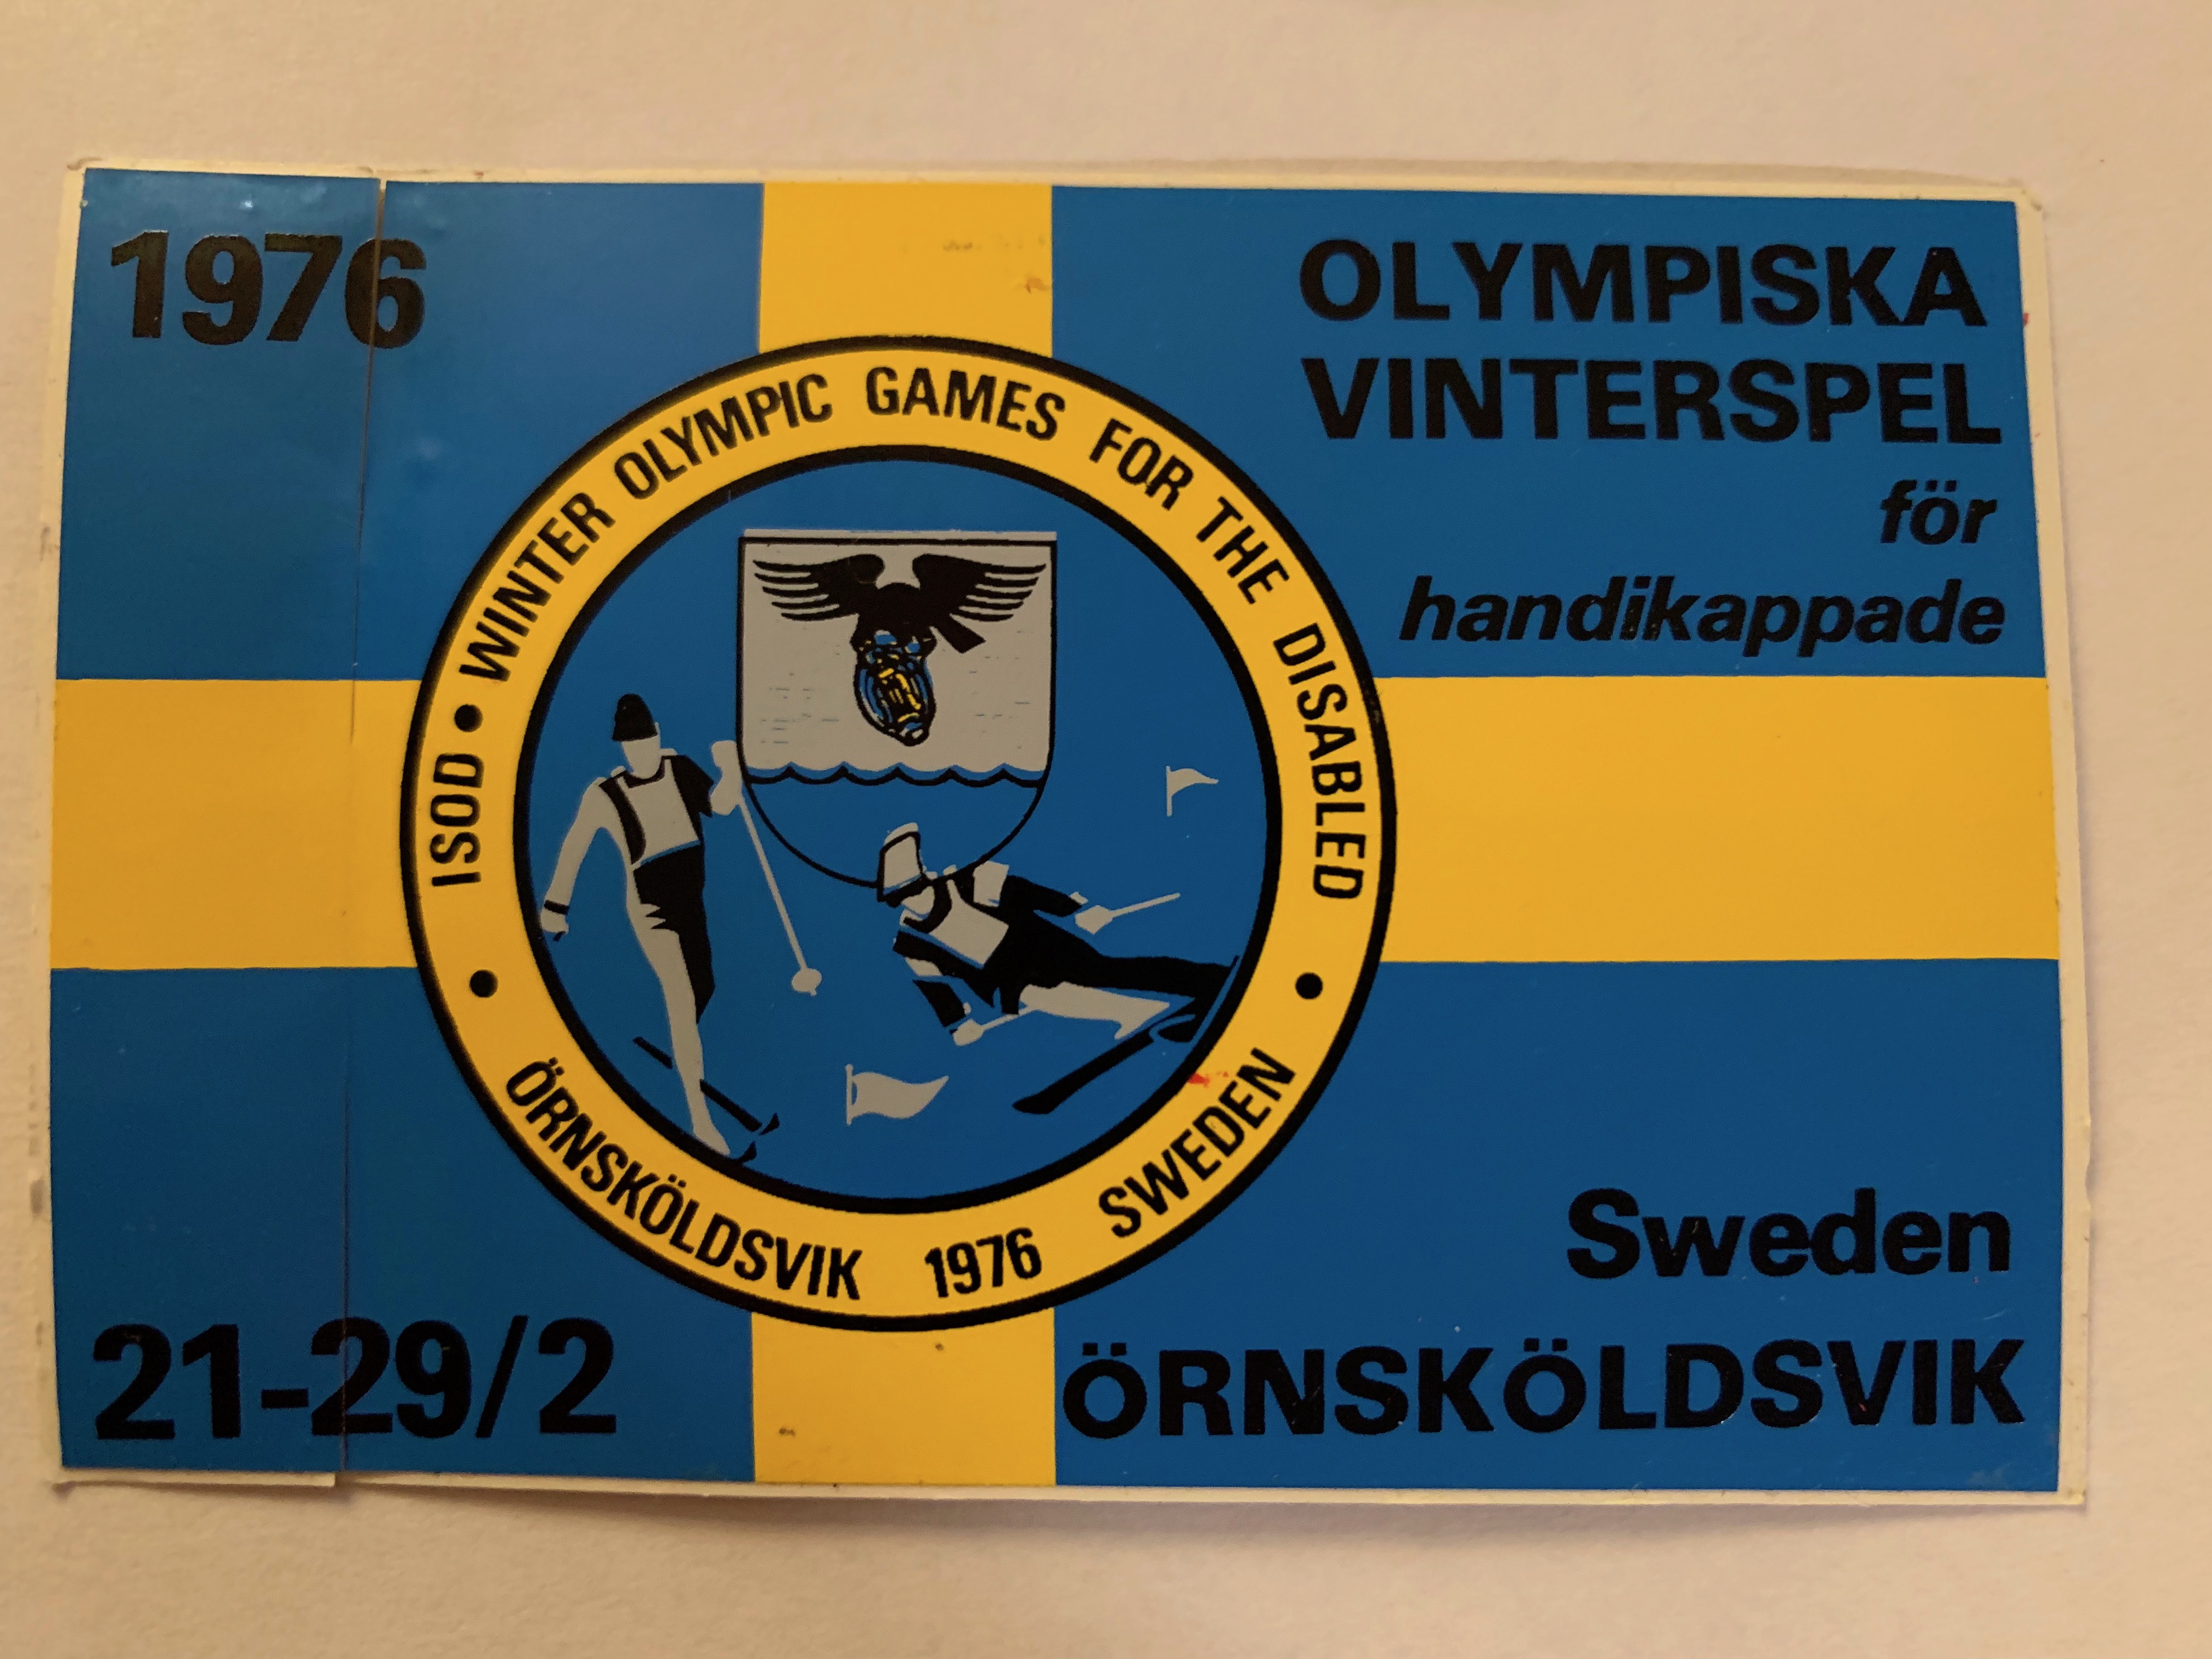 1976
OLYMPISKA
VINTERSPEL
för
handikappade
ISOD • WINTER OLYMPIC GAMES FOR THE DISABLED •
ÖRNSKÖLDSVIK 1976 SWEDEN •
Sweden
21-29/2
ÖRNSKÖLDSVIK